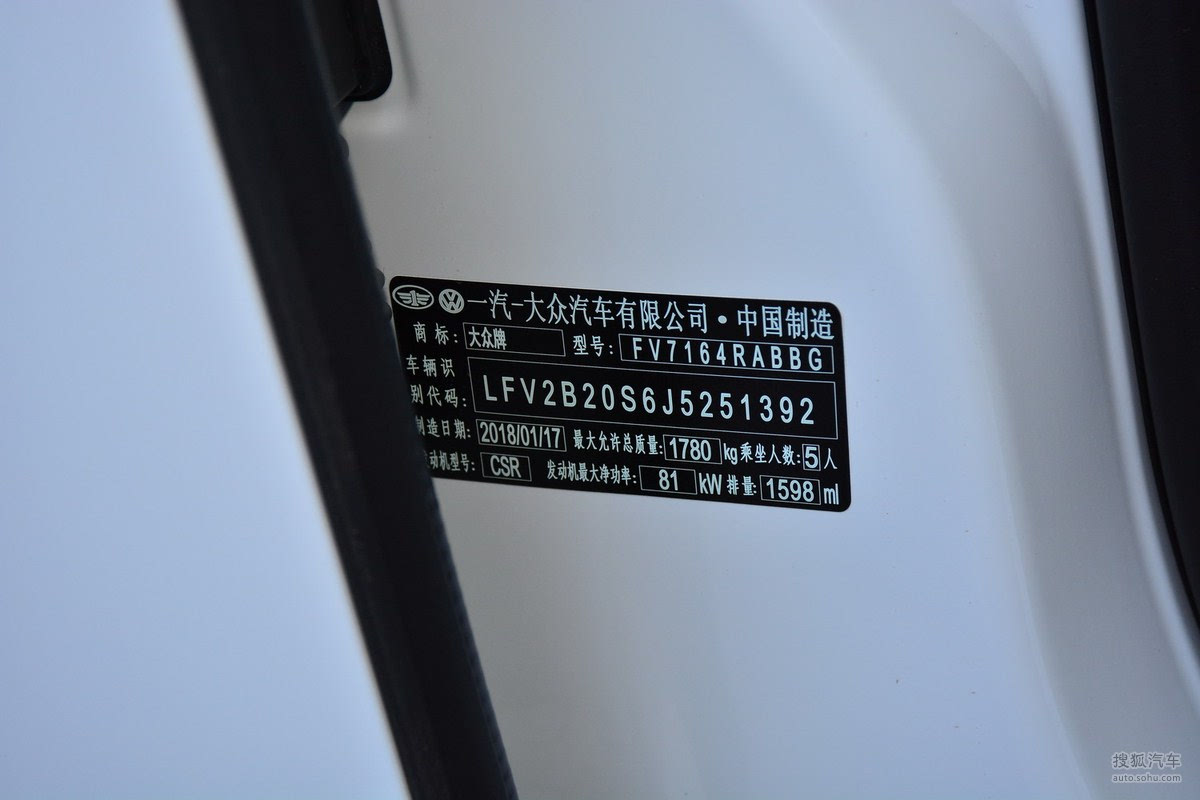 一汽-大众汽车有限公司·中国制造
商标: 大众牌 型号: FV7164RABBG
车辆识
别代码: LFV2B20S6J5251392
制造日期: 2018/01/17 最大允许总质量: 1780 kg 乘坐人数: 5 人
动机型号: CSR 发动机最大净功率: 81 kW 排量: 1598 ml
搜狐汽车
auto.sohu.com